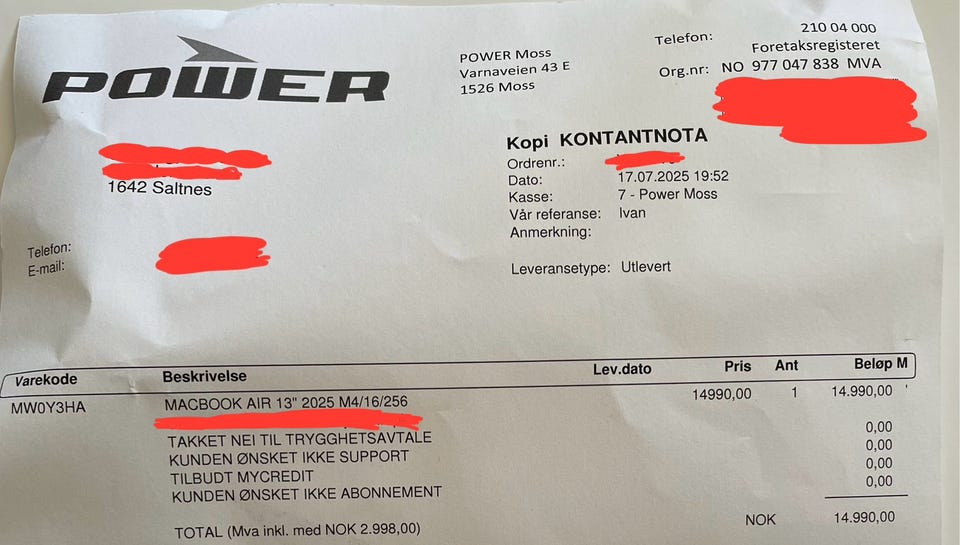 POWER
POWER Moss
Varnaveien 43 E
1526 Moss
Telefon: 210 04 000
Foretaksregisteret
Org.nr: NO 977 047 838 MVA
1642 Saltnes
Telefon:
E-mail:
Kopi KONTANTNOTA
Ordrenr.:
Dato: 17.07.2025 19:52
Kasse: 7 - Power Moss
Vår referanse: Ivan
Anmerkning:
Leveransetype: Utlevert
Varekode Beskrivelse Lev.dato Pris Ant Beløp M
MW0Y3HA MACBOOK AIR 13" 2025 M4/16/256 14990,00 1 14.990,00
TAKKET NEI TIL TRYGGHETSAVTALE 0,00
KUNDEN ØNSKET IKKE SUPPORT 0,00
TILBUDT MYCREDIT 0,00
KUNDEN ØNSKET IKKE ABONNEMENT 0,00
TOTAL (Mva inkl. med NOK 2.998,00) NOK 14.990,00